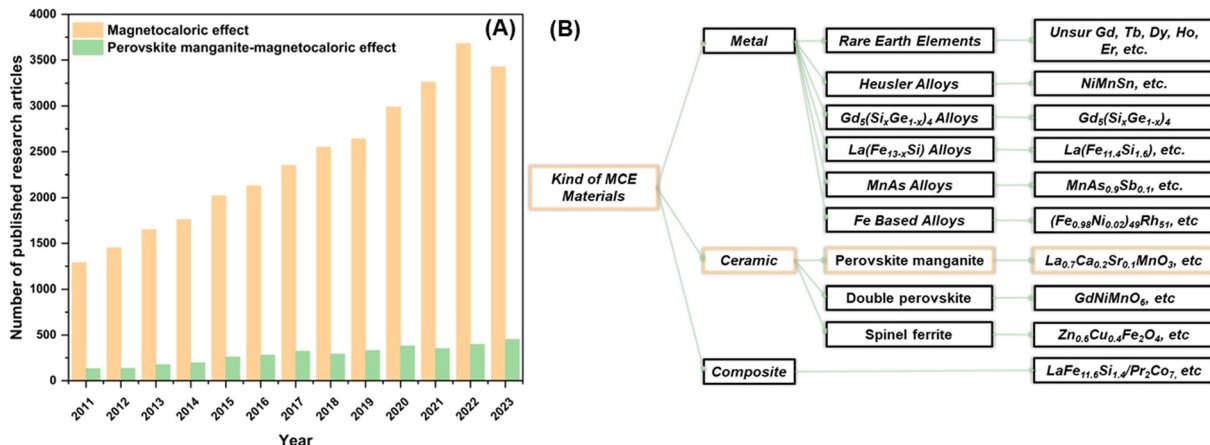 (A)
Magnetocaloric effect
Perovskite manganite-magnetocaloric effect
Number of published research articles
4000
3500
3000
2500
2000
1500
1000
500
0
2011
2012
2013
2014
2015
2016
2017
2018
2019
2020
2021
2022
2023
Year
(B)
Kind of MCE
Materials
Metal
Rare Earth Elements
Unsur Gd, Tb, Dy, Ho,
Er, etc.
Heusler Alloys
NiMnSn, etc.
Gd₅(SiₓGe₁₋ₓ)₄ Alloys
Gd₅(SiₓGe₁₋ₓ)₄
La(Fe₁₃₋ₓSi) Alloys
La(Fe₁₁.₄Si₁.₆), etc.
MnAs Alloys
MnAs₀.₉Sb₀.₁, etc.
Fe Based Alloys
(Fe₀.₉₈Ni₀.₀₂)₄₉Rh₅₁, etc
Ceramic
Perovskite manganite
La₀.₇Ca₀.₂Sr₀.₁MnO₃, etc
Double perovskite
GdNiMnO₆, etc
Spinel ferrite
Zn₀.₆Cu₀.₄Fe₂O₄, etc
Composite
LaFe₁₁.₆Si₁.₄/Pr₂Co₇, etc